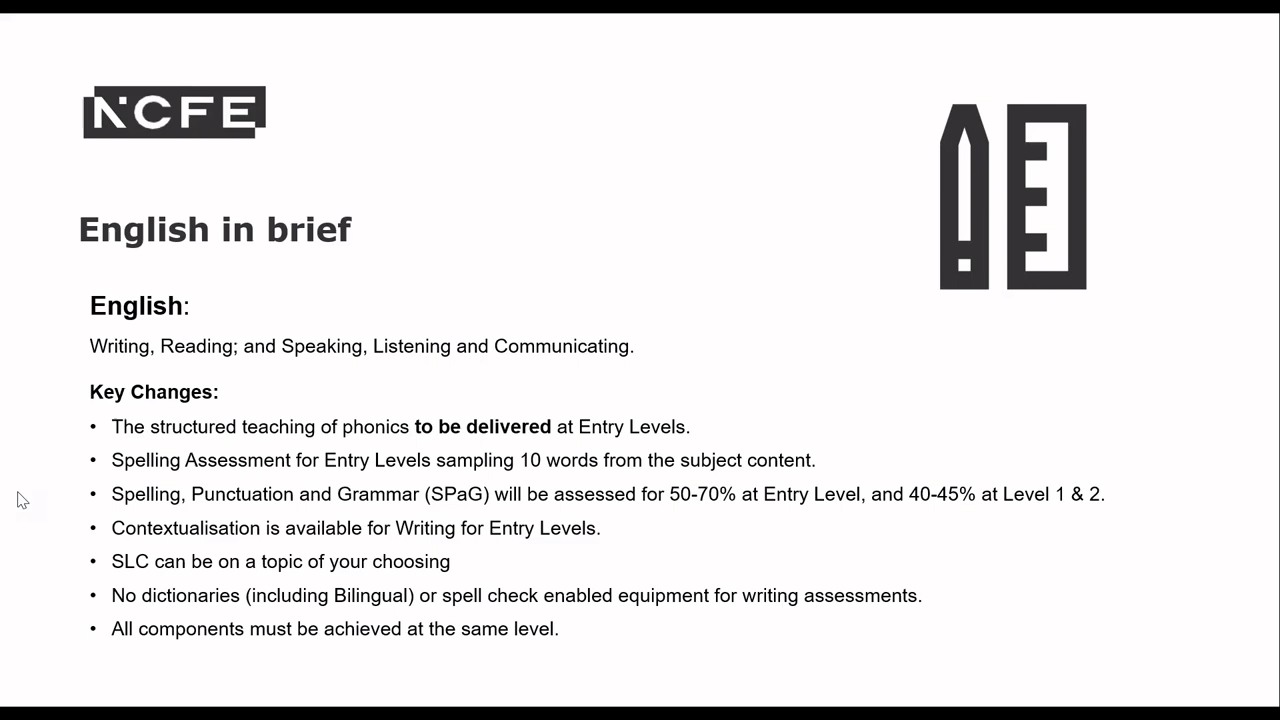 NCFE
English in brief
English:
Writing, Reading; and Speaking, Listening and Communicating.
Key Changes:
• The structured teaching of phonics to be delivered at Entry Levels.
• Spelling Assessment for Entry Levels sampling 10 words from the subject content.
• Spelling, Punctuation and Grammar (SPaG) will be assessed for 50-70% at Entry Level, and 40-45% at Level 1 & 2.
• Contextualisation is available for Writing for Entry Levels.
• SLC can be on a topic of your choosing
• No dictionaries (including Bilingual) or spell check enabled equipment for writing assessments.
• All components must be achieved at the same level.